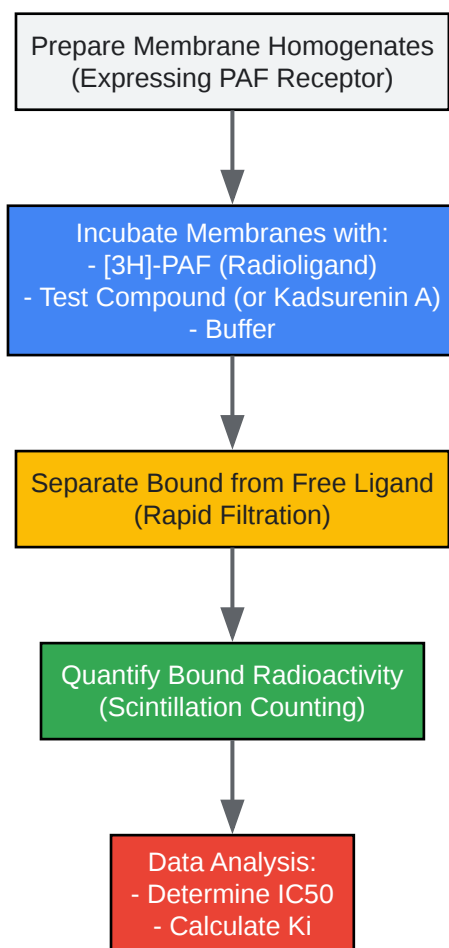 Prepare Membrane Homogenates
(Expressing PAF Receptor)
Incubate Membranes with:
- [3H]-PAF (Radioligand)
- Test Compound (or Kadsurenin A)
- Buffer
Separate Bound from Free Ligand
(Rapid Filtration)
Quantify Bound Radioactivity
(Scintillation Counting)
Data Analysis:
- Determine IC50
- Calculate Ki